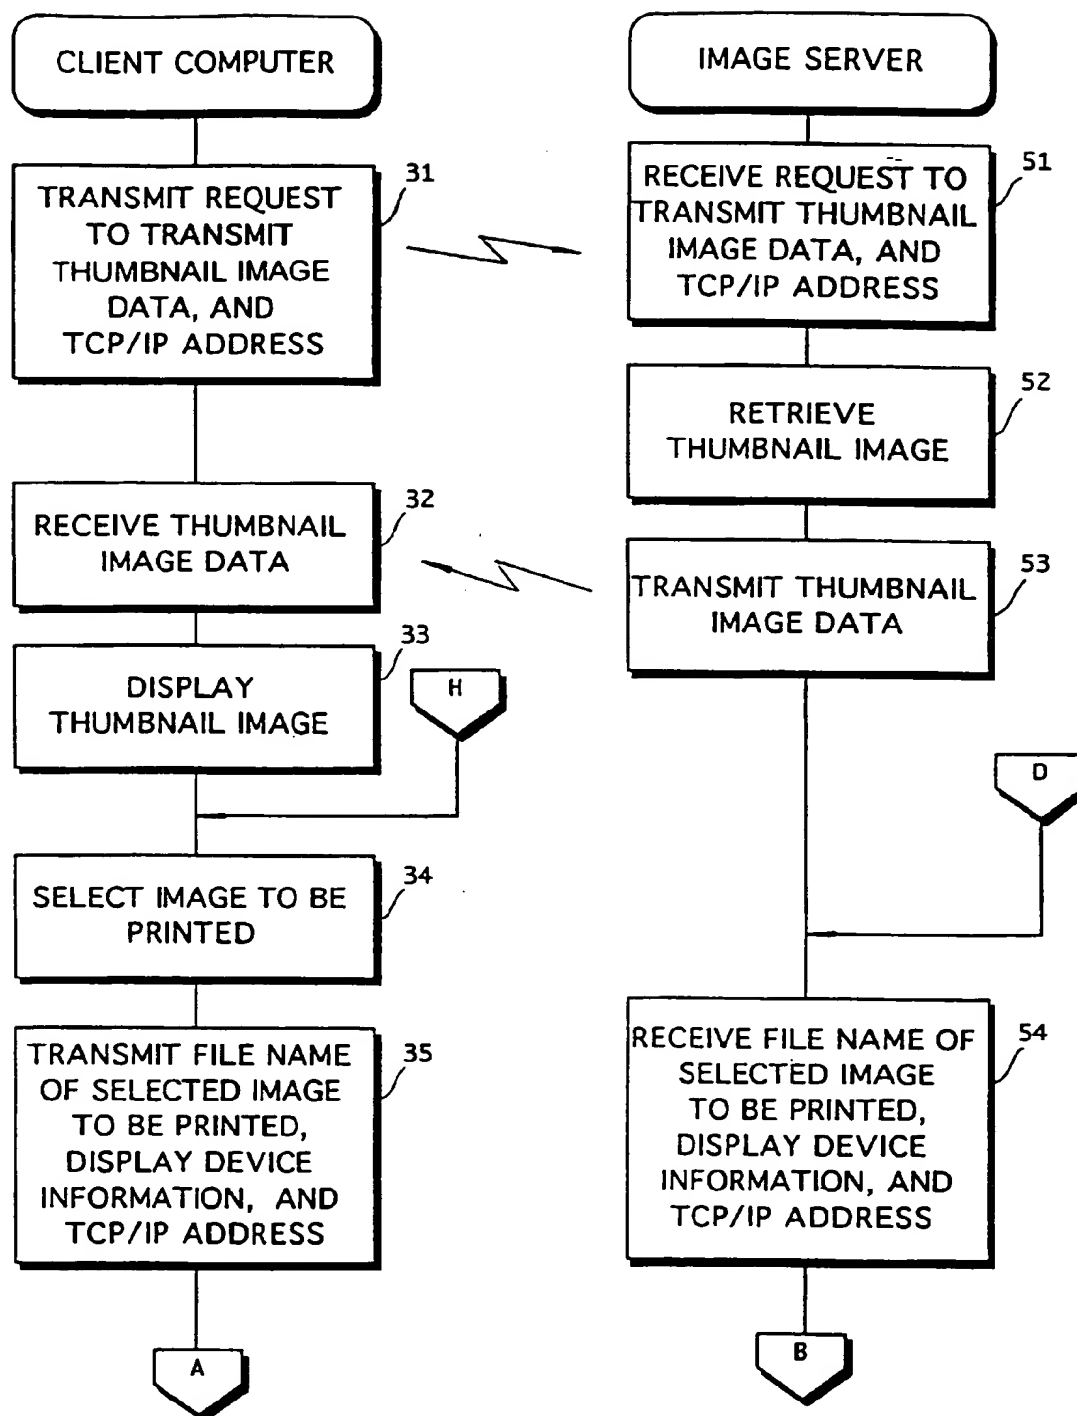 CLIENT COMPUTER
TRANSMIT REQUEST
TO TRANSMIT
THUMBNAIL IMAGE
DATA, AND
TCP/IP ADDRESS
31
RECEIVE THUMBNAIL
IMAGE DATA
32
DISPLAY
THUMBNAIL IMAGE
33
H
SELECT IMAGE TO BE
PRINTED
34
TRANSMIT FILE NAME
OF SELECTED IMAGE
TO BE PRINTED,
DISPLAY DEVICE
INFORMATION, AND
TCP/IP ADDRESS
35
A
IMAGE SERVER
RECEIVE REQUEST TO
TRANSMIT THUMBNAIL
IMAGE DATA, AND
TCP/IP ADDRESS
51
RETRIEVE
THUMBNAIL IMAGE
52
TRANSMIT THUMBNAIL
IMAGE DATA
53
D
RECEIVE FILE NAME OF
SELECTED IMAGE
TO BE PRINTED,
DISPLAY DEVICE
INFORMATION, AND
TCP/IP ADDRESS
54
B